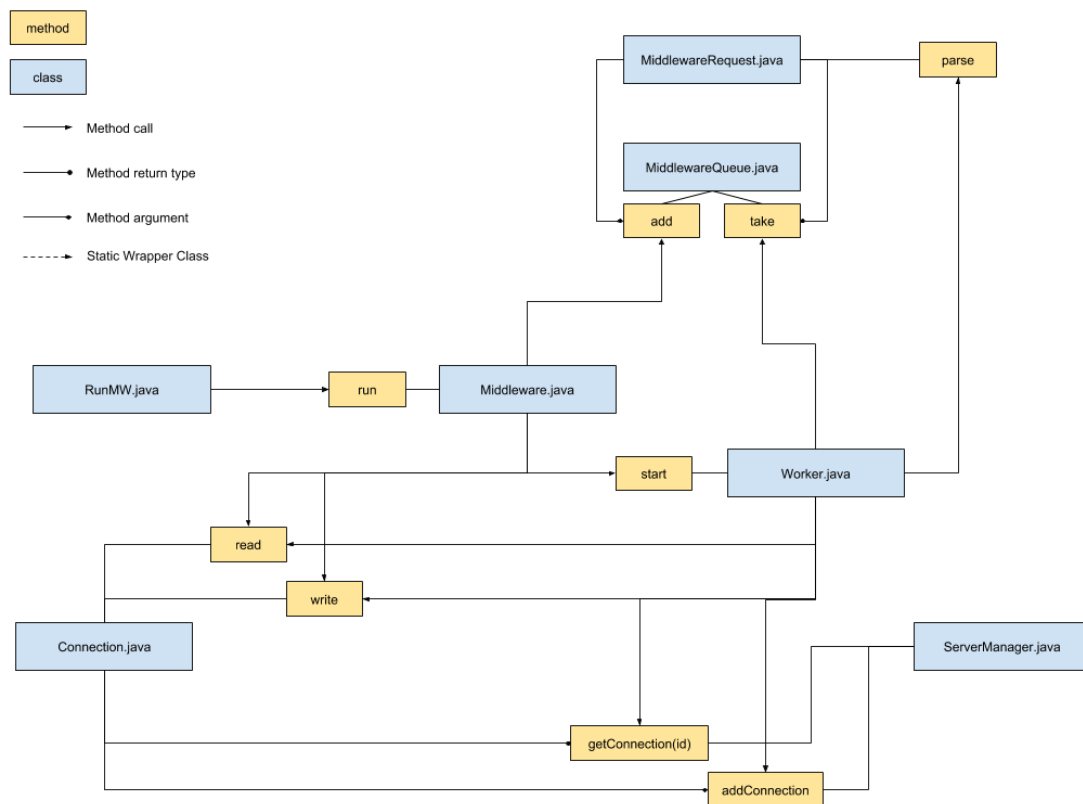 method
class
Method call
Method return type
Method argument
Static Wrapper Class
MiddlewareRequest.java
parse
MiddlewareQueue.java
add
take
RunMW.java
run
Middleware.java
start
Worker.java
read
write
Connection.java
ServerManager.java
getConnection(id)
addConnection